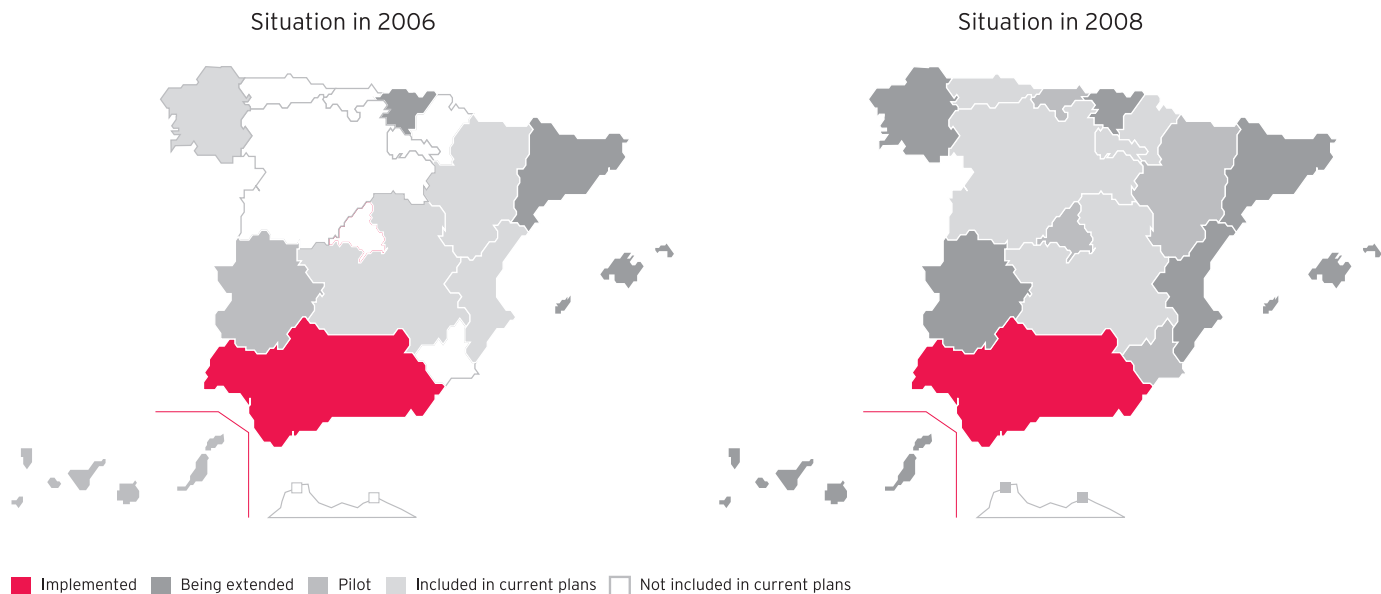 Situation in 2006
Situation in 2008
Implemented
Being extended
Pilot
Included in current plans
Not included in current plans